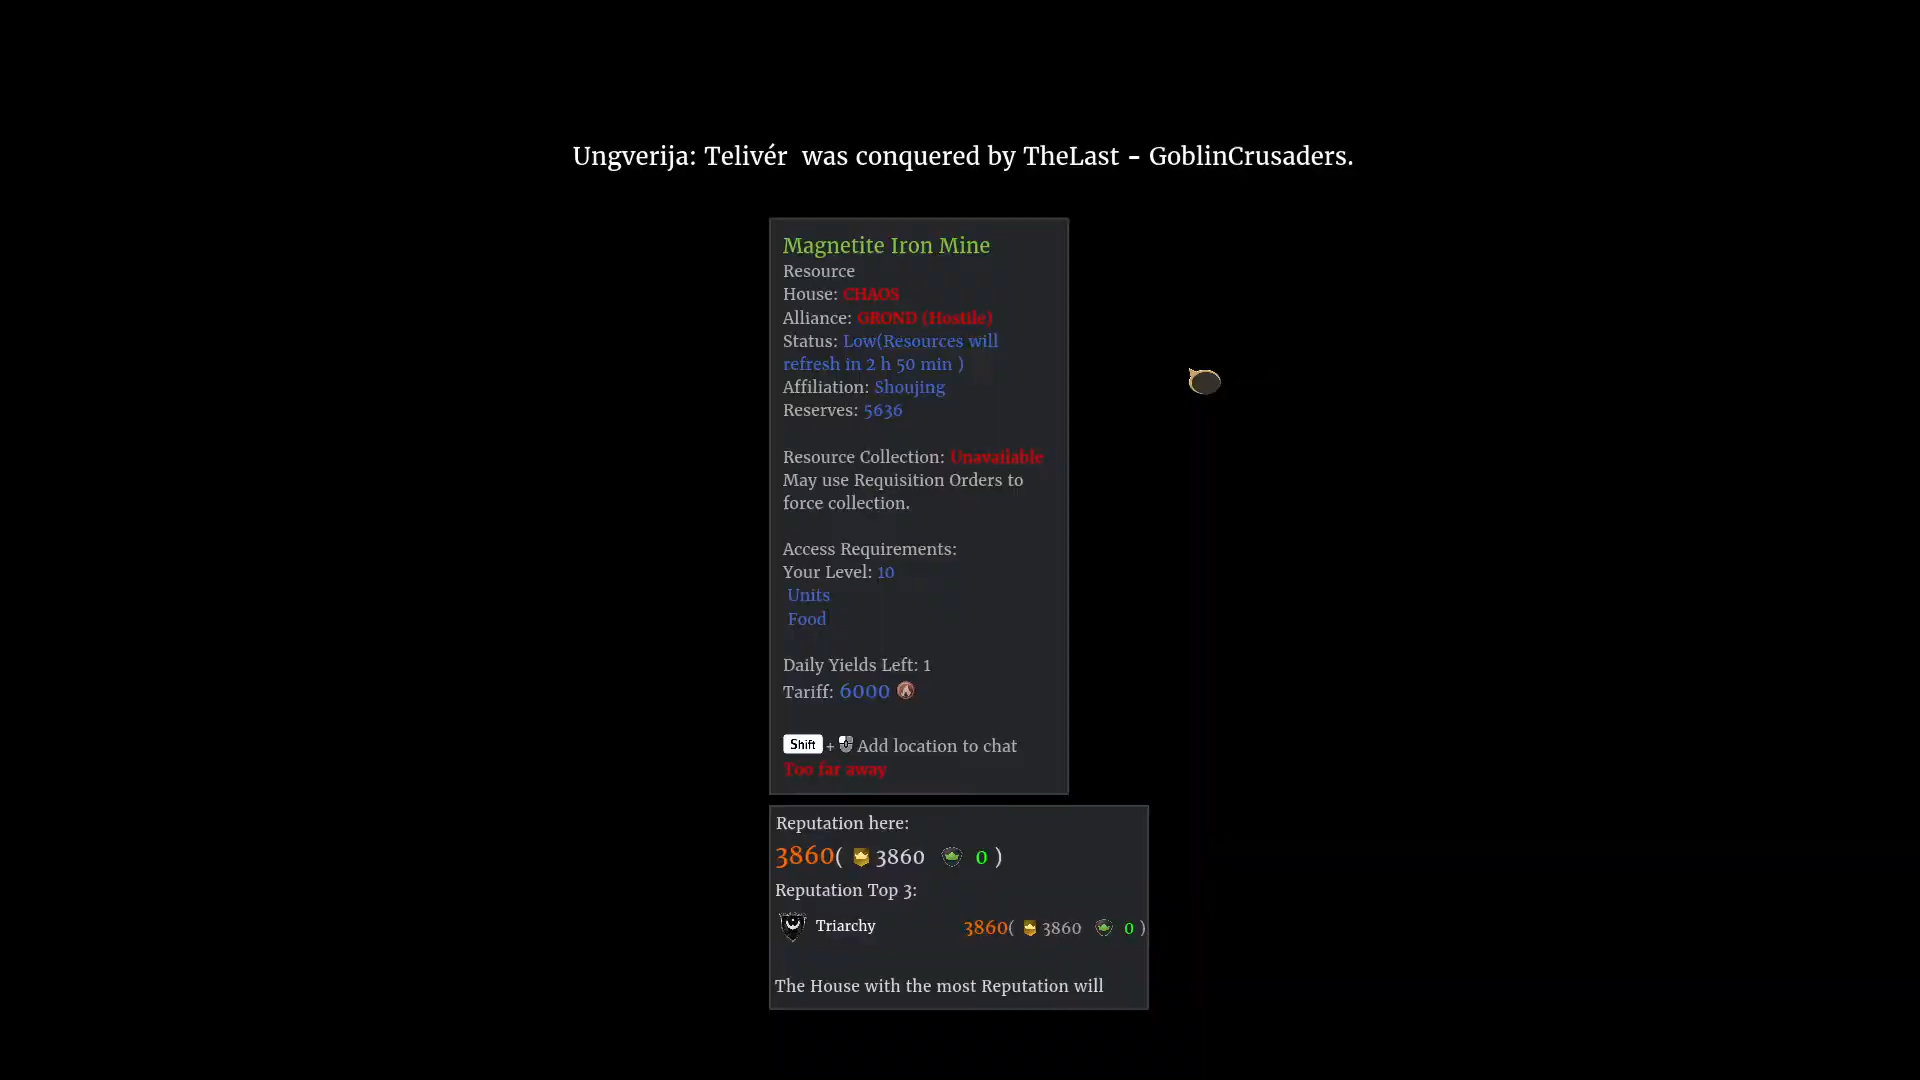 Ungverija: Telivér was conquered by TheLast - GoblinCrusaders.
Magnetite Iron Mine
Resource
House: CHAOS
Alliance: GROND (Hostile)
Status: Low(Resources will
refresh in 2 h 50 min )
Affiliation: Shoujing
Reserves: 5636
Resource Collection: Unavailable
May use Requisition Orders to
force collection.
Access Requirements:
Your Level: 10
Units
Food
Daily Yields Left: 1
Tariff: 6000
Shift + Add location to chat
Too far away
Reputation here:
3860( 3860 0 )
Reputation Top 3:
Triarchy 3860( 3860 0 )
The House with the most Reputation will